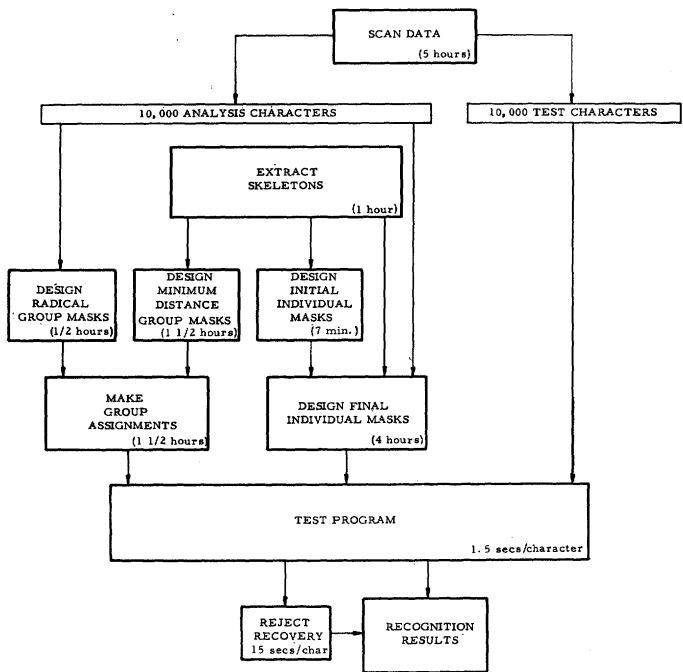 SCAN DATA
(5 hours)
10,000 ANALYSIS CHARACTERS
10,000 TEST CHARACTERS
EXTRACT
SKELETONS
(1 hour)
DESIGN
RADICAL
GROUP MASKS
(1/2 hours)
DESIGN
MINIMUM
DISTANCE
GROUP MASKS
(1 1/2 hours)
DESIGN
INITIAL
INDIVIDUAL
MASKS
(7 min.)
MAKE
GROUP
ASSIGNMENTS
(1 1/2 hours)
DESIGN FINAL
INDIVIDUAL MASKS
(4 hours)
TEST PROGRAM
1.5 secs/character
REJECT
RECOVERY
15 secs/char
RECOGNITION
RESULTS